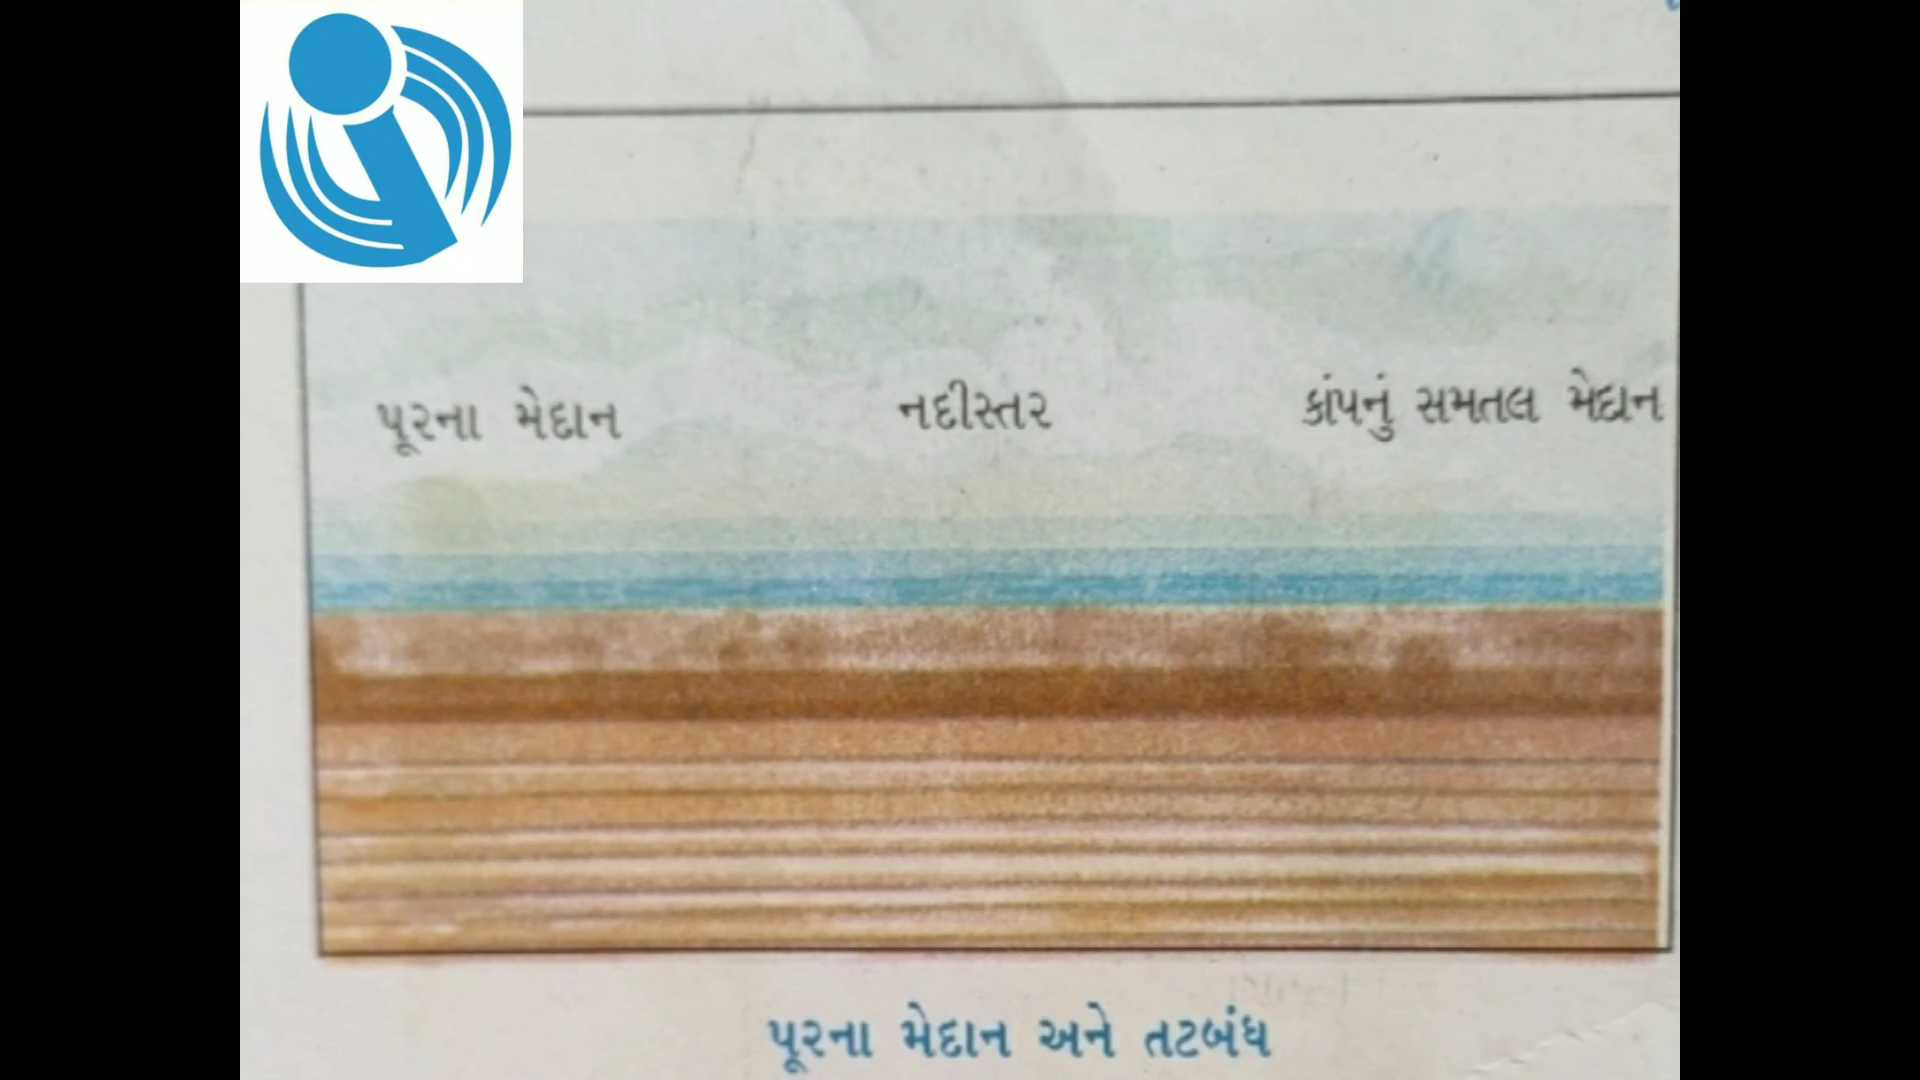 પૂરના મેદાન નદીસ્તર કાંપનું સમતલ મેદાન
પૂરના મેદાન અને તટબંધ